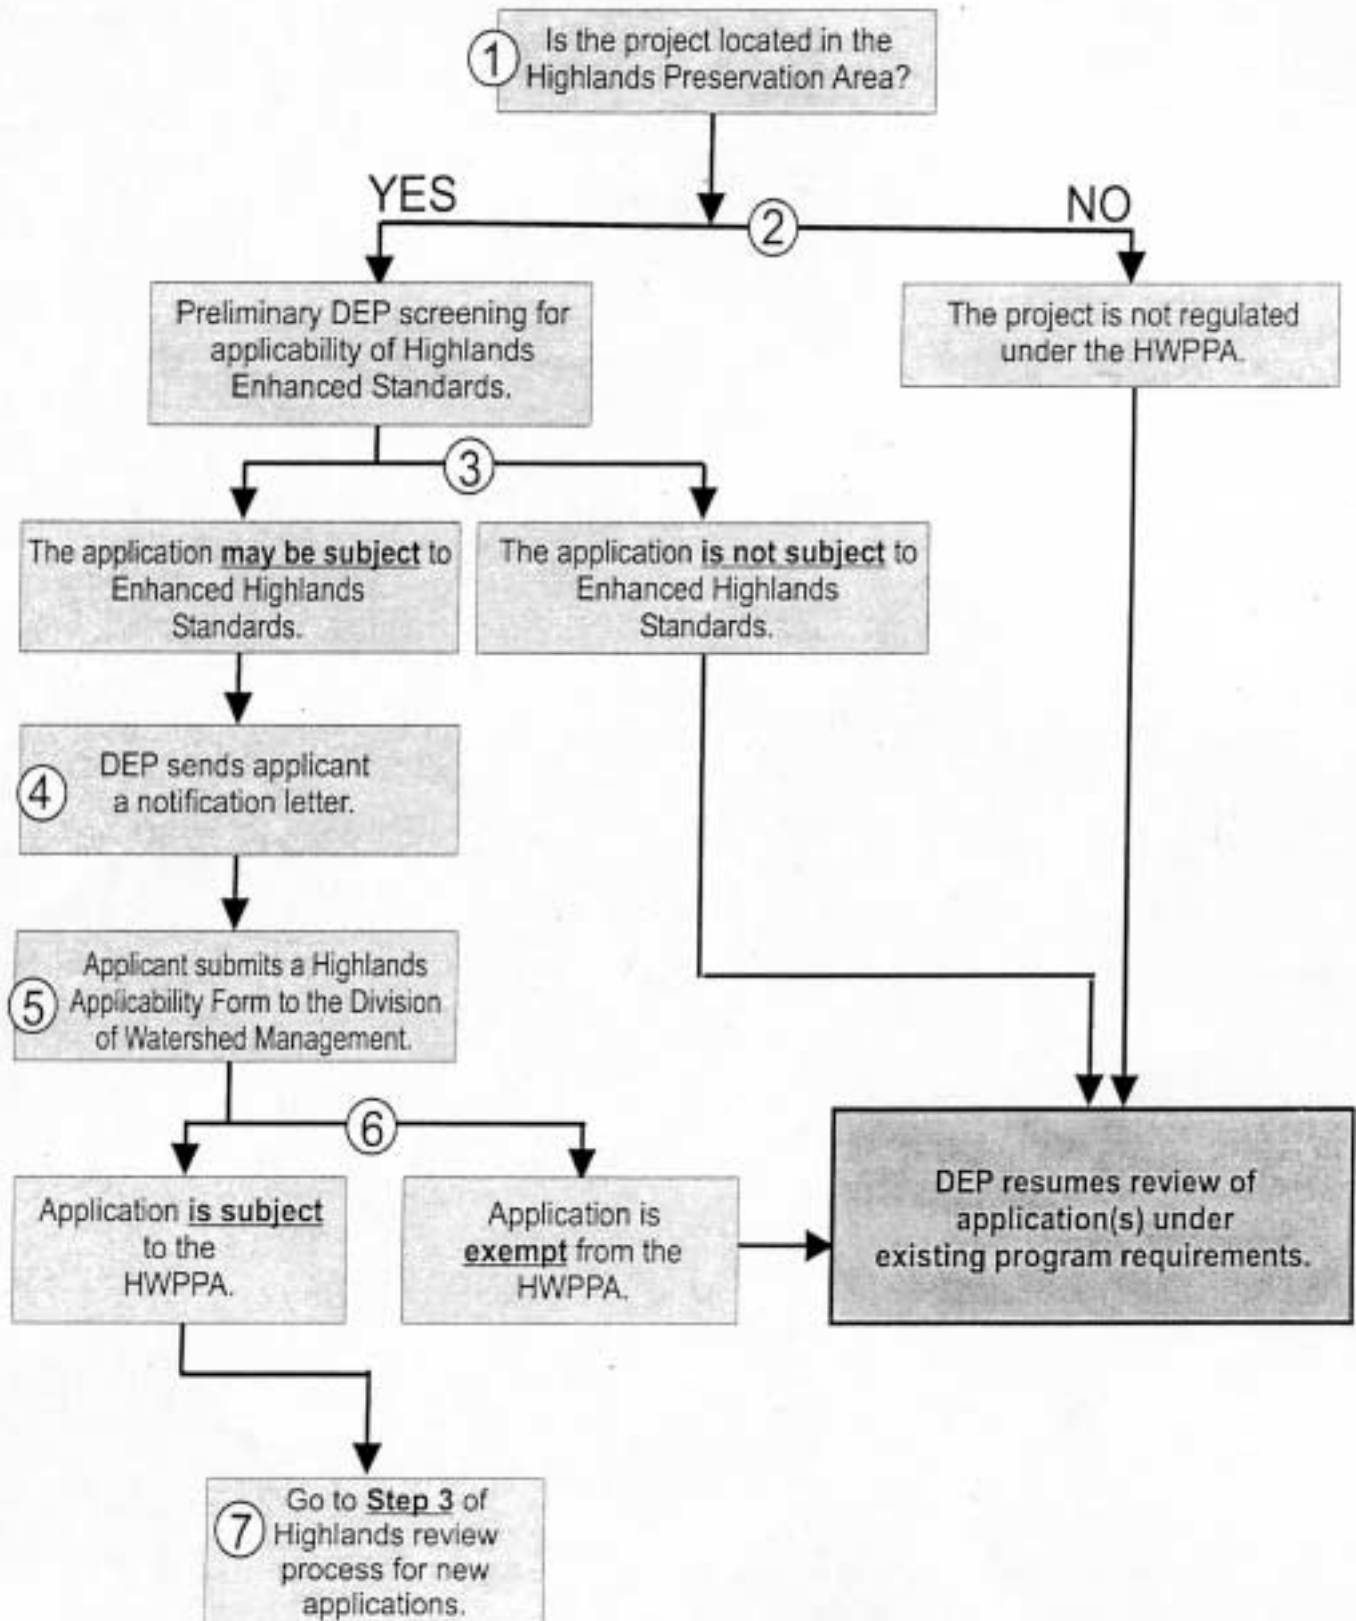 1
Is the project located in the
Highlands Preservation Area?
YES
2
NO
Preliminary DEP screening for
applicability of Highlands
Enhanced Standards.
The project is not regulated
under the HWPPA.
3
The application may be subject to
Enhanced Highlands
Standards.
The application is not subject to
Enhanced Highlands
Standards.
4
DEP sends applicant
a notification letter.
5
Applicant submits a Highlands
Applicability Form to the Division
of Watershed Management.
6
Application is subject
to the
HWPPA.
Application is
exempt from the
HWPPA.
DEP resumes review of
application(s) under
existing program requirements.
7
Go to Step 3 of
Highlands review
process for new
applications.